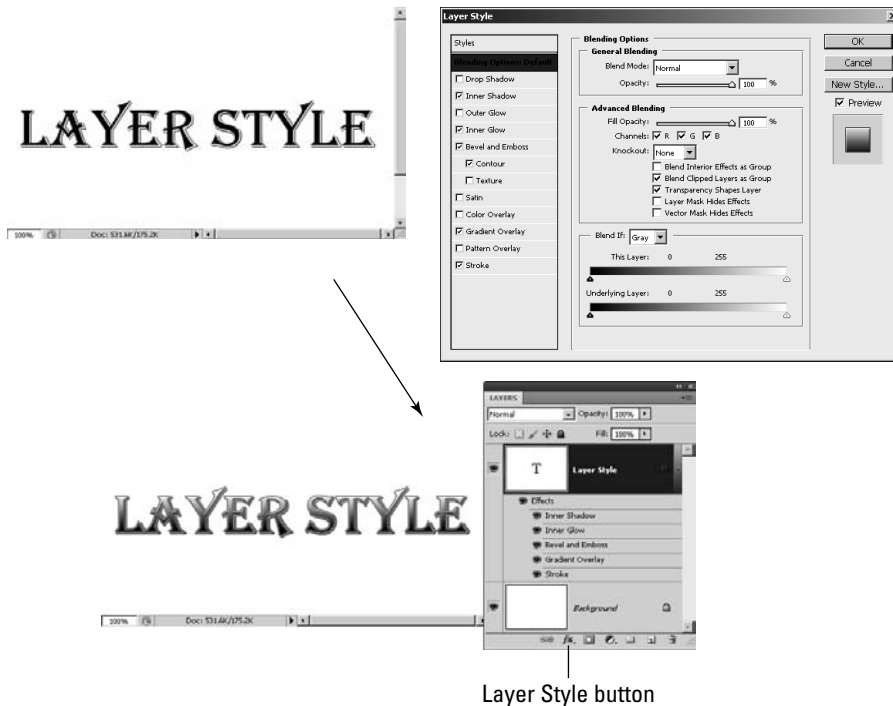 LAYER STYLE
100%
Doc: 531.6K/175.2K
Layer Style
Styles
Blending Options: Default
Drop Shadow
Inner Shadow
Outer Glow
Inner Glow
Bevel and Emboss
Contour
Texture
Satin
Color Overlay
Gradient Overlay
Pattern Overlay
Stroke
Blending Options
General Blending
Blend Mode: Normal
Opacity: 100 %
Advanced Blending
Fill Opacity: 100 %
Channels: R G B
Knockout: None
Blend Interior Effects as Group
Blend Clipped Layers as Group
Transparency Shapes Layer
Layer Mask Hides Effects
Vector Mask Hides Effects
Blend If: Gray
This Layer: 0 255
Underlying Layer: 0 255
OK
Cancel
New Style...
Preview
LAYER STYLE
100%
Doc: 531.6K/175.2K
LAYERS
Normal Opacity: 100%
Lock: Fill: 100%
T Layer Style
Effects
Inner Shadow
Inner Glow
Bevel and Emboss
Gradient Overlay
Stroke
Background
fx.
Layer Style button